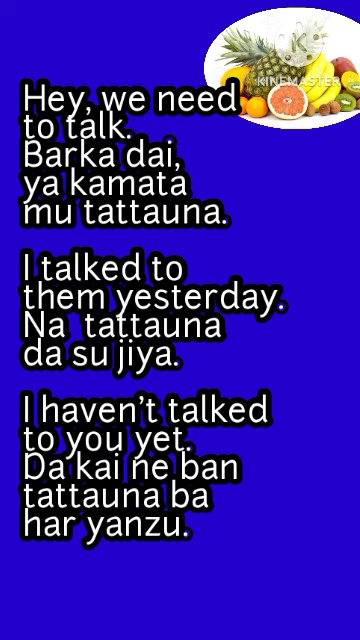 KINEMASTER
Hey, we need
to talk.
Barka dai,
ya kamata
mu tattauna.
I talked to
them yesterday.
Na tattauna
da su jiya.
I haven't talked
to you yet.
Da kai ne ban
tattauna ba
har yanzu.